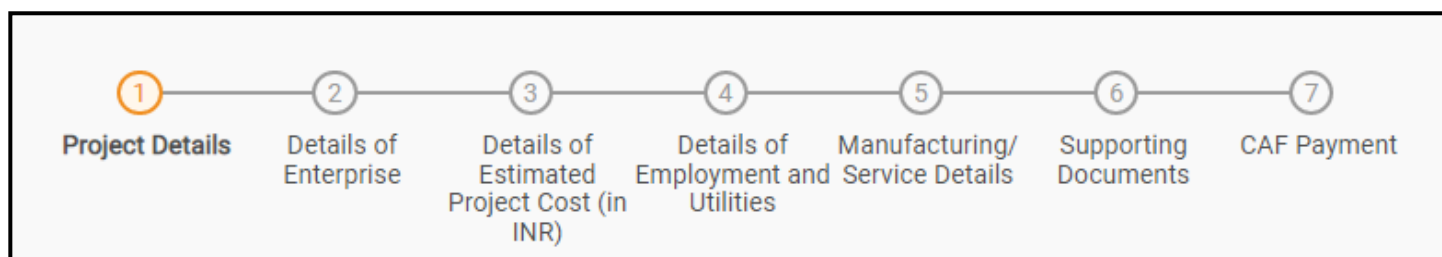 1
Project Details
2
Details of
Enterprise
3
Details of
Estimated
Project Cost (in
INR)
4
Details of
Employment and
Utilities
5
Manufacturing/
Service Details
6
Supporting
Documents
7
CAF Payment